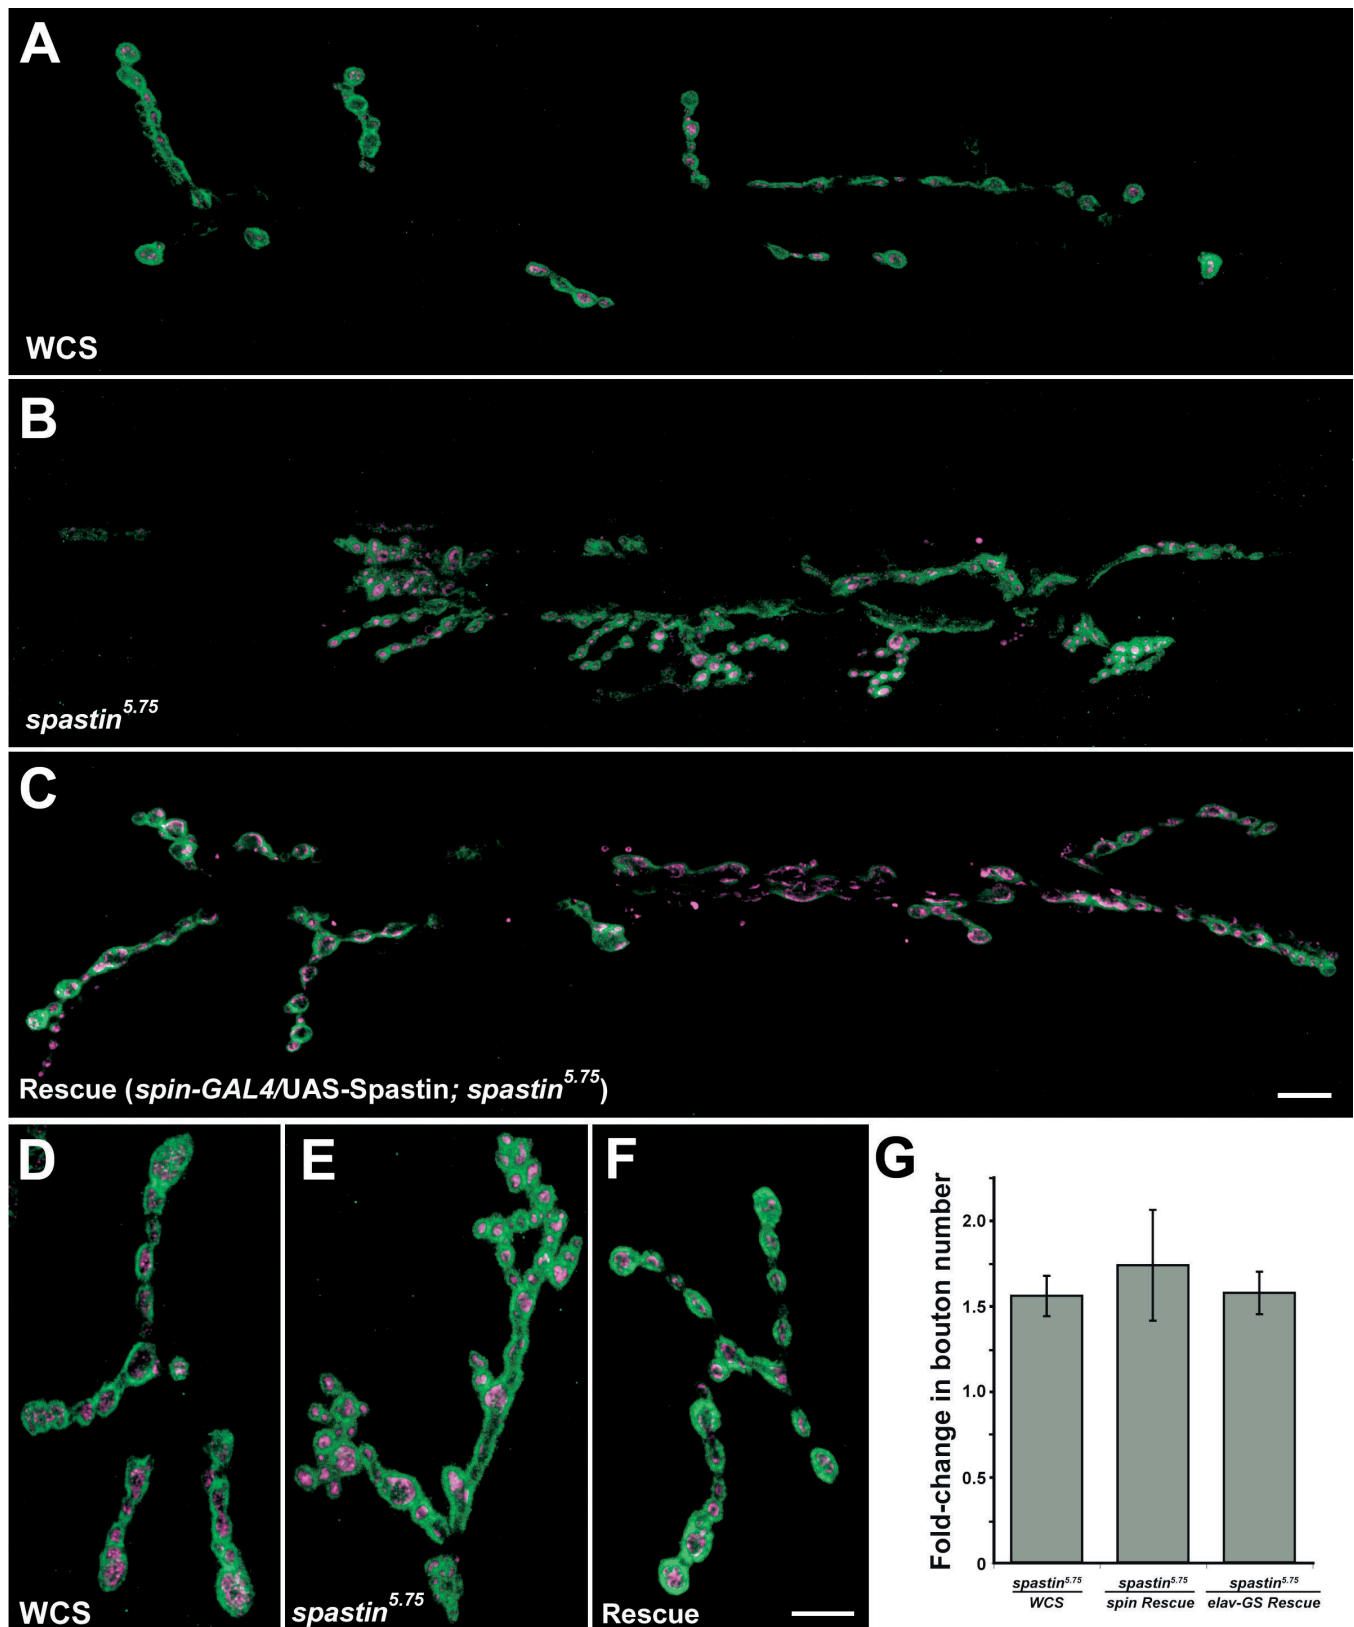 A
WCS
B
spastin5.75
C
Rescue (spin-GAL4/UAS-Spastin; spastin5.75)
D
WCS
E
spastin5.75
F
Rescue
G
Fold-change in bouton number
2.0
1.5
1.0
0.5
0
spastin5.75
WCS
spastin5.75
spin Rescue
spastin5.75
elav-GS Rescue